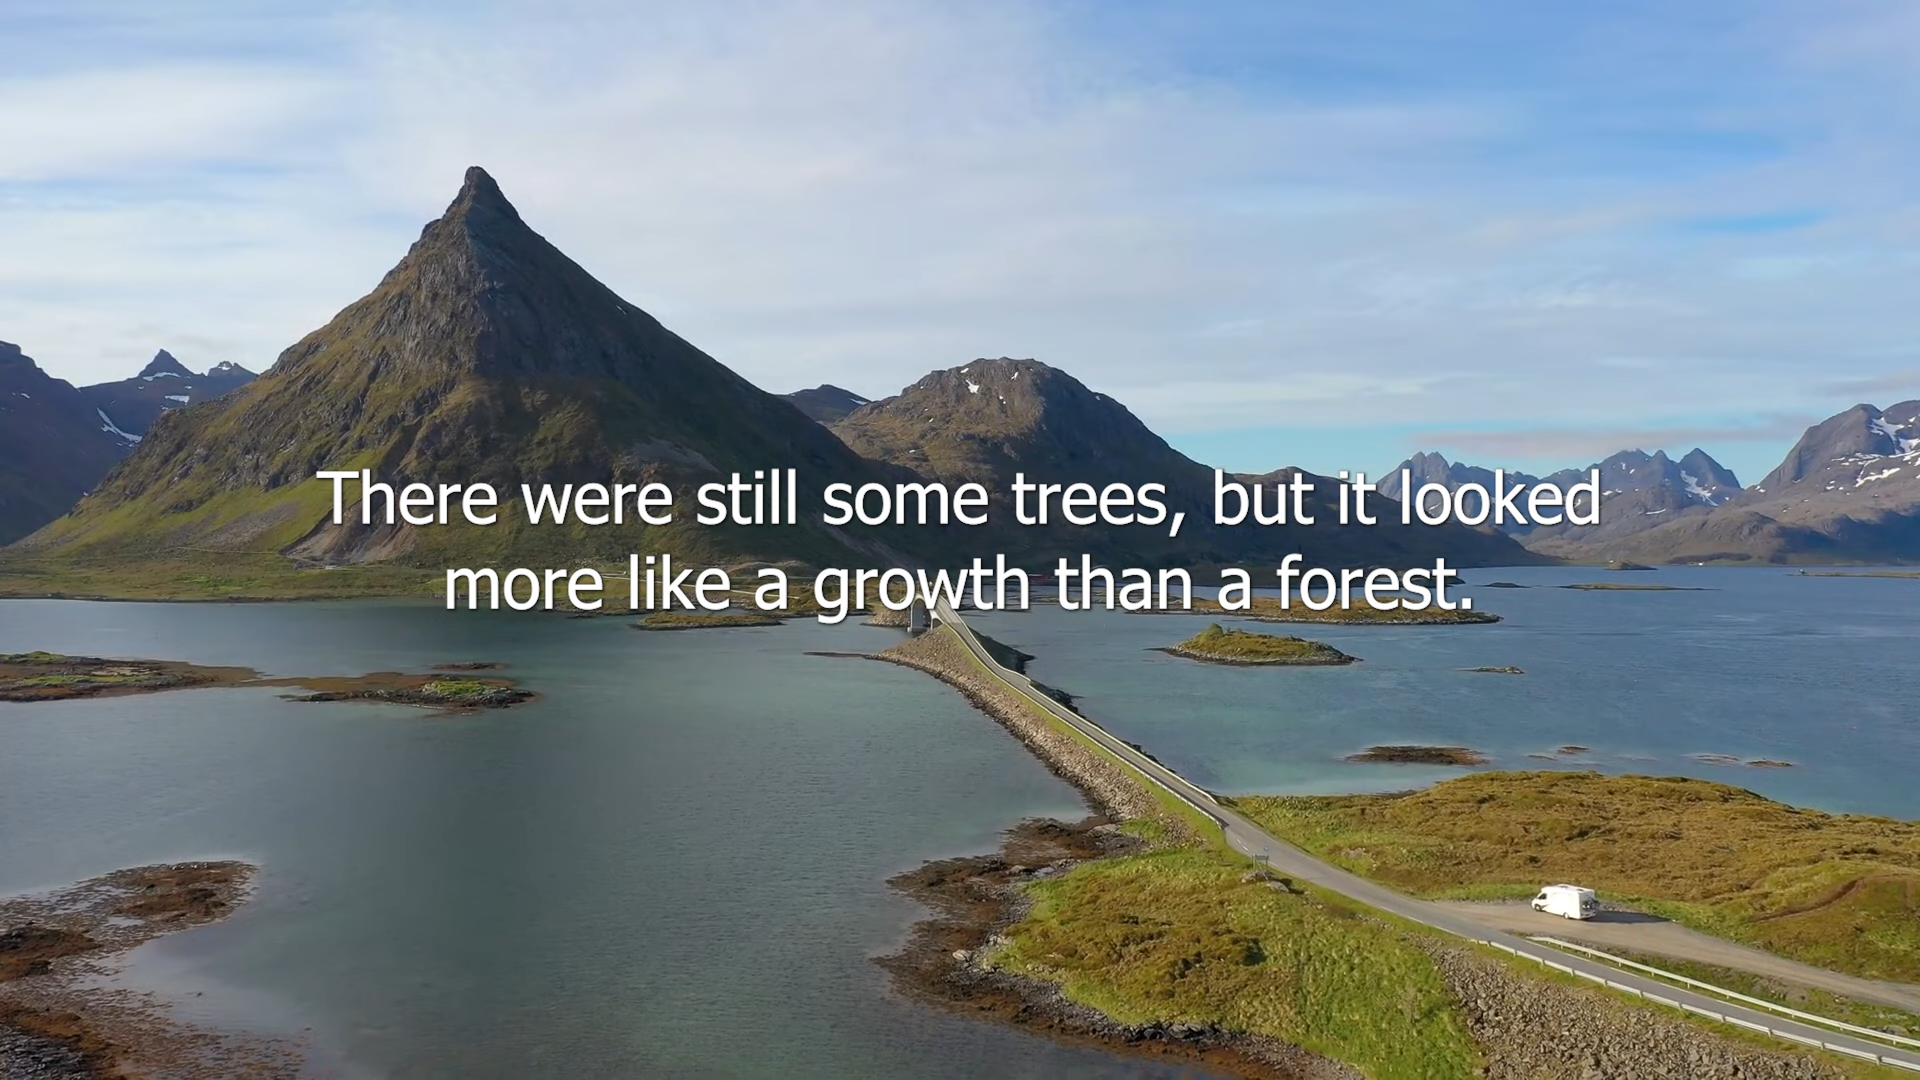 There were still some trees, but it looked
more like a growth than a forest.